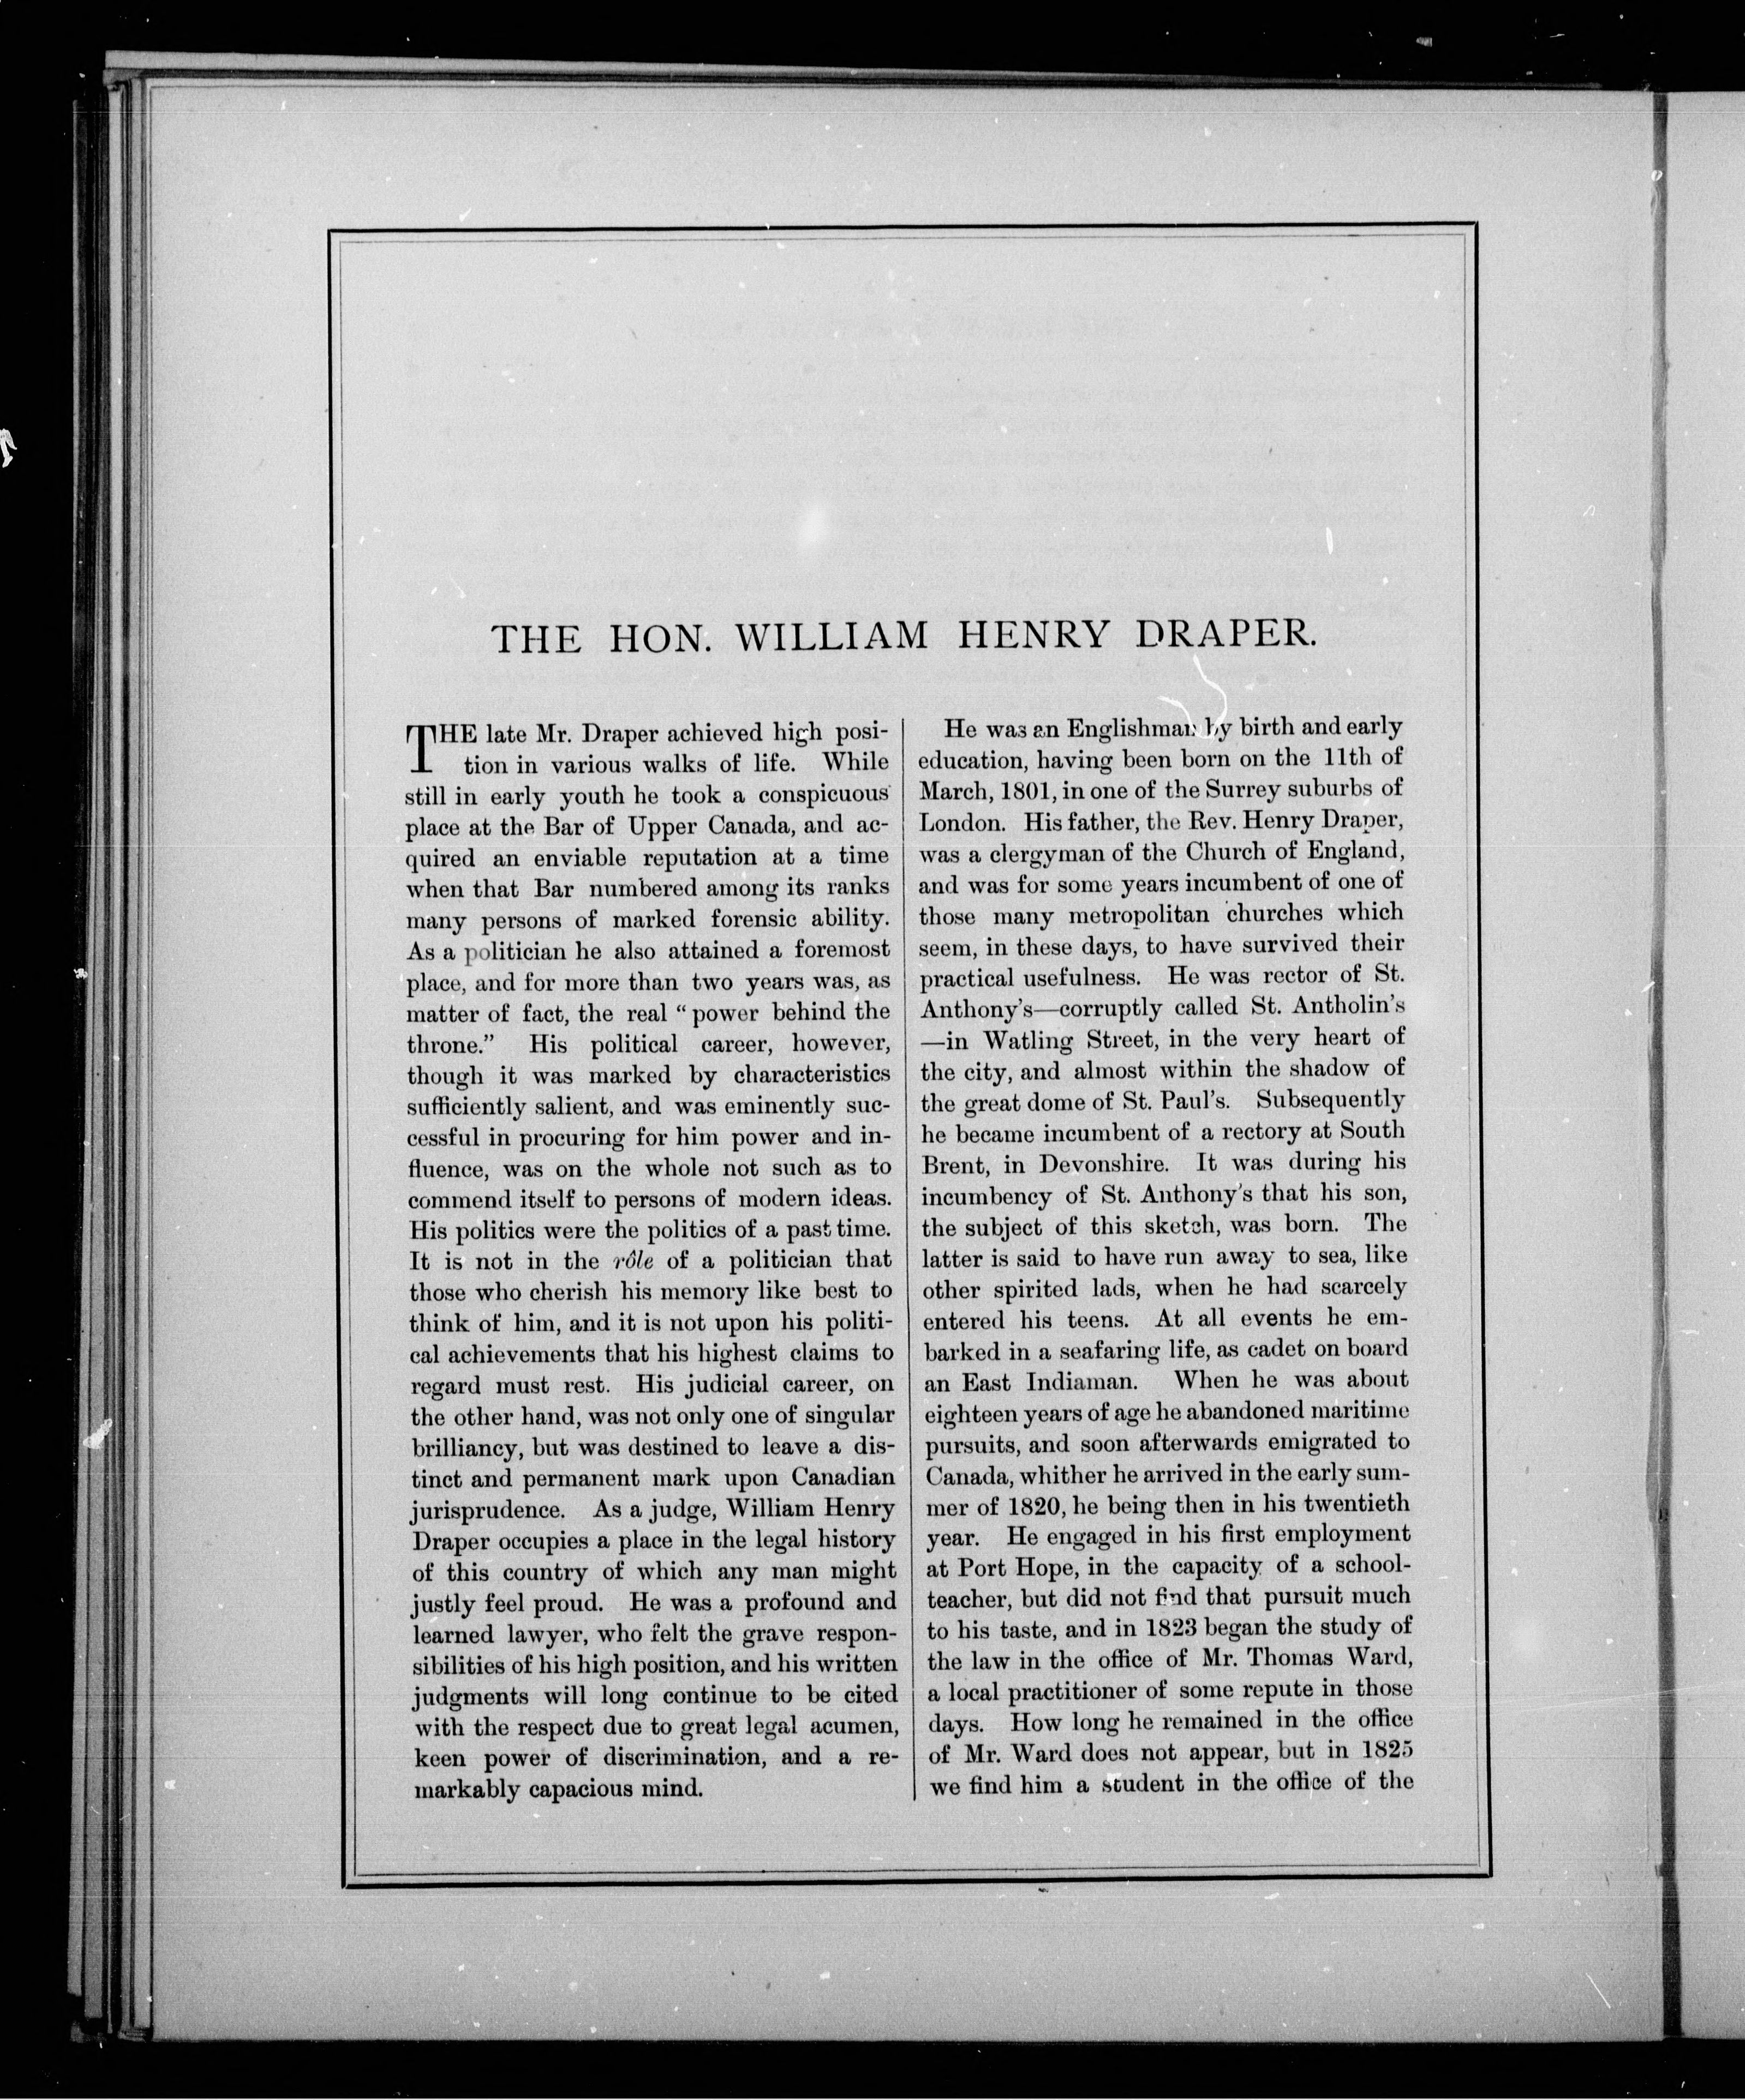 THE HON. WILLIAM HENRY DRAPER.
THE late Mr. Draper achieved high posi-
tion in various walks of life. While
still in early youth he took a conspicuous
place at the Bar of Upper Canada, and ac-
quired an enviable reputation at a time
when that Bar numbered among its ranks
many persons of marked forensic ability.
As a politician he also attained a foremost
place, and for more than two years was, as
matter of fact, the real “ power behind the
throne.” His political career, however,
though it was marked by characteristics
sufficiently salient, and was eminently suc-
cessful in procuring for him power and in-
fluence, was on the whole not such as to
commend itself to persons of modern ideas.
His politics were the politics of a past time.
It is not in the rôle of a politician that
those who cherish his memory like best to
think of him, and it is not upon his politi-
cal achievements that his highest claims to
regard must rest. His judicial career, on
the other hand, was not only one of singular
brilliancy, but was destined to leave a dis-
tinct and permanent mark upon Canadian
jurisprudence. As a judge, William Henry
Draper occupies a place in the legal history
of this country of which any man might
justly feel proud. He was a profound and
learned lawyer, who felt the grave respon-
sibilities of his high position, and his written
judgments will long continue to be cited
with the respect due to great legal acumen,
keen power of discrimination, and a re-
markably capacious mind.
He was an Englishman by birth and early
education, having been born on the 11th of
March, 1801, in one of the Surrey suburbs of
London. His father, the Rev. Henry Draper,
was a clergyman of the Church of England,
and was for some years incumbent of one of
those many metropolitan churches which
seem, in these days, to have survived their
practical usefulness. He was rector of St.
Anthony's—corruptly called St. Antholin's
—in Watling Street, in the very heart of
the city, and almost within the shadow of
the great dome of St. Paul's. Subsequently
he became incumbent of a rectory at South
Brent, in Devonshire. It was during his
incumbency of St. Anthony's that his son,
the subject of this sketch, was born. The
latter is said to have run away to sea, like
other spirited lads, when he had scarcely
entered his teens. At all events he em-
barked in a seafaring life, as cadet on board
an East Indiaman. When he was about
eighteen years of age he abandoned maritime
pursuits, and soon afterwards emigrated to
Canada, whither he arrived in the early sum-
mer of 1820, he being then in his twentieth
year. He engaged in his first employment
at Port Hope, in the capacity of a school-
teacher, but did not find that pursuit much
to his taste, and in 1823 began the study of
the law in the office of Mr. Thomas Ward,
a local practitioner of some repute in those
days. How long he remained in the office
of Mr. Ward does not appear, but in 1825
we find him a student in the office of the